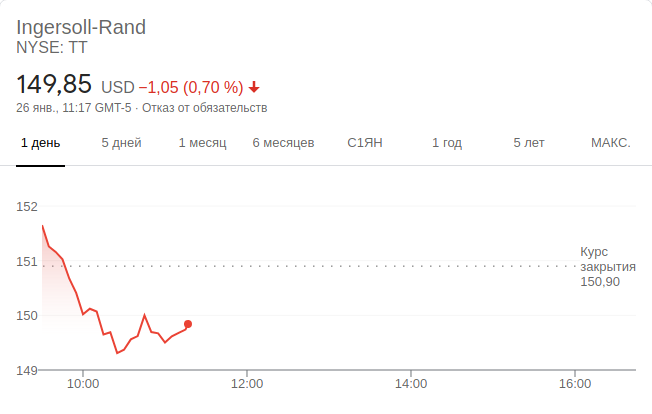 Ingersoll-Rand
NYSE: TT
149,85 USD −1,05 (0,70 %)
26 янв., 11:17 GMT-5 · Отказ от обязательств
1 день 5 дней 1 месяц 6 месяцев С1ЯН 1 год 5 лет МАКС.
152
151
150
149
Курс
закрытия
150,90
10:00 12:00 14:00 16:00